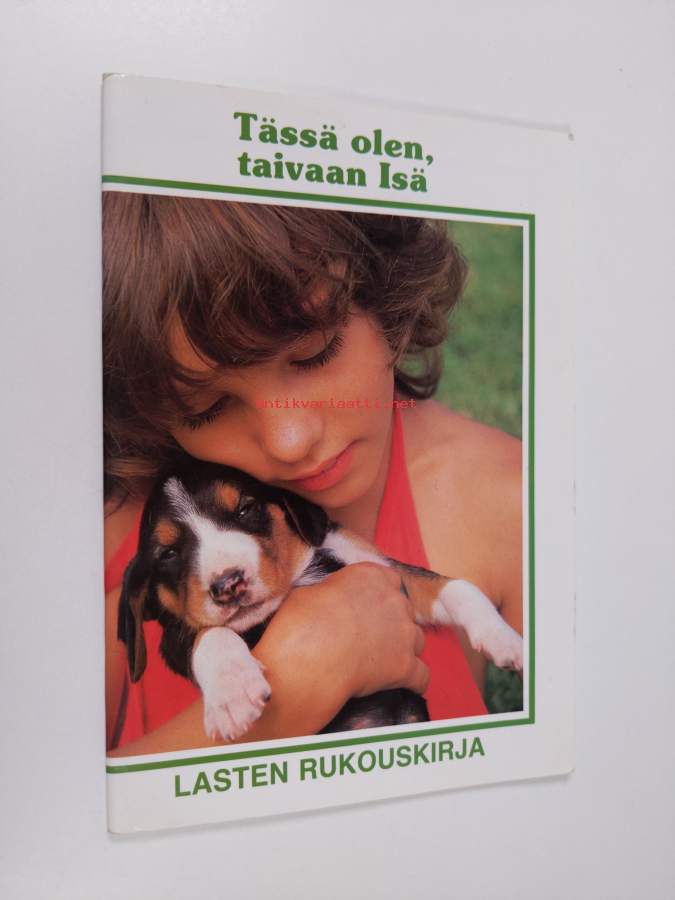 Tässä olen,
taivaan Isä
antikvariaatti.net
LASTEN RUKOUSKIRJA